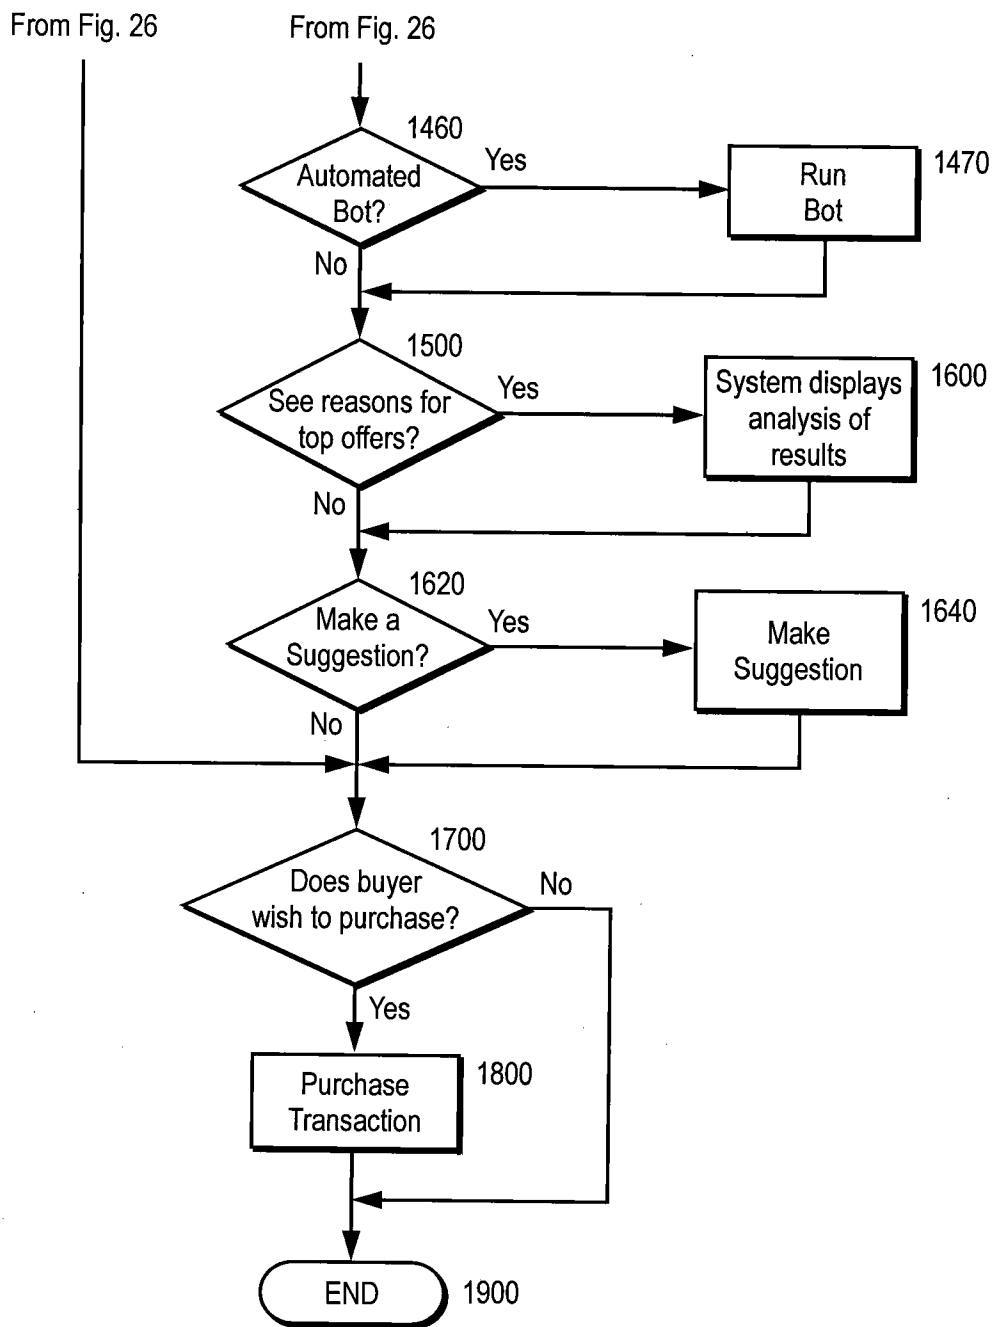 From Fig. 26
From Fig. 26
1460
Automated
Bot?
Yes
Run
Bot
1470
No
1500
See reasons for
top offers?
Yes
System displays
analysis of
results
1600
No
1620
Make a
Suggestion?
Yes
Make
Suggestion
1640
No
1700
Does buyer
wish to purchase?
No
Yes
Purchase
Transaction
1800
END
1900